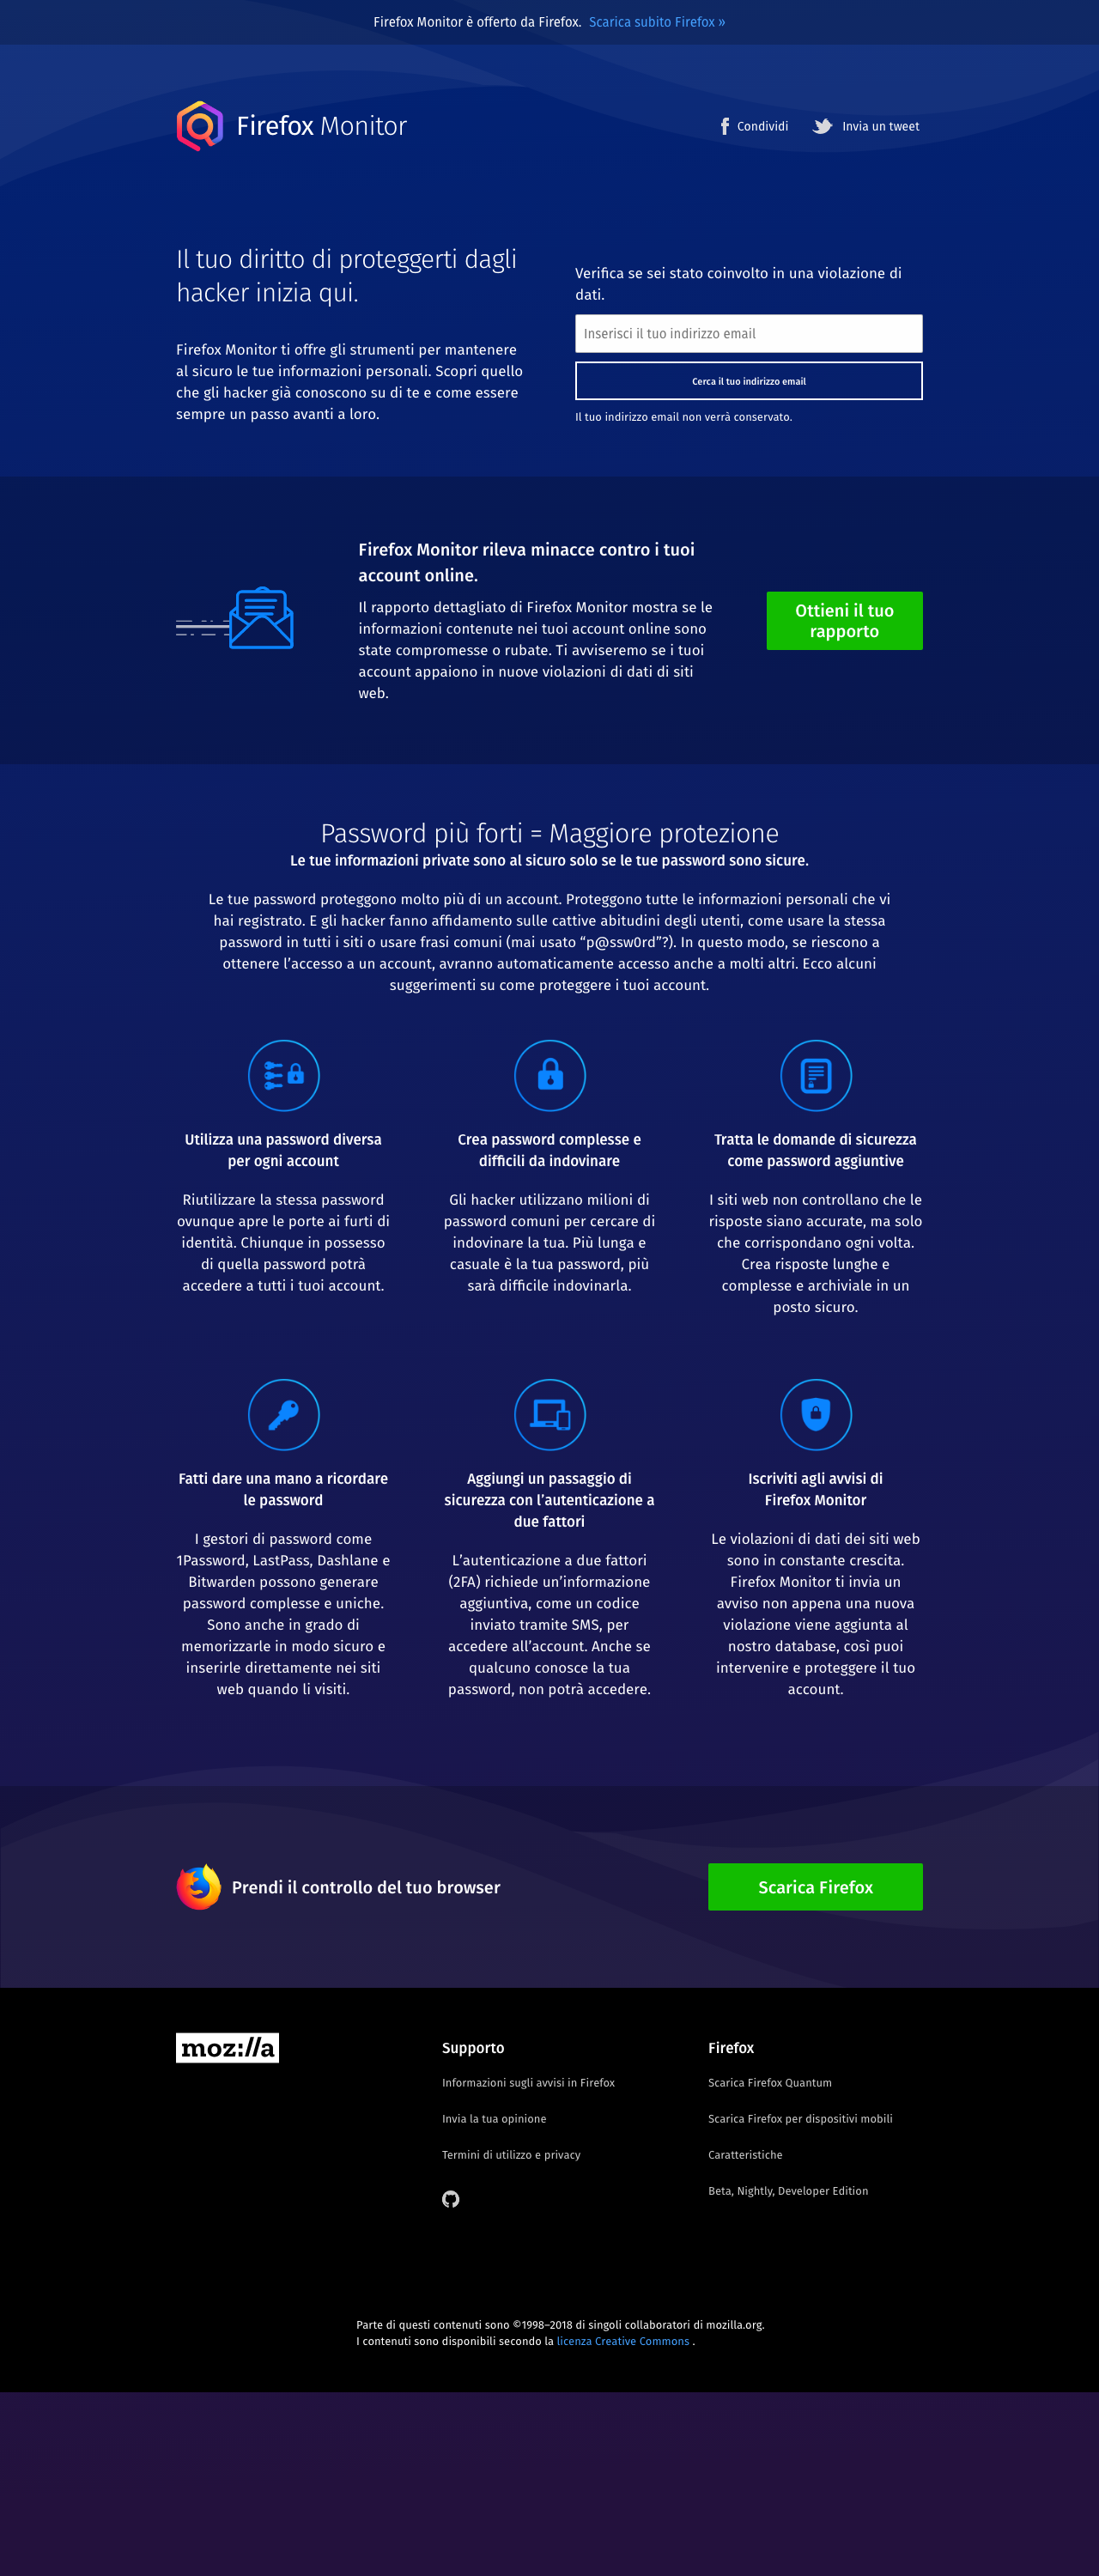 Firefox Monitor è offerto da Firefox. Scarica subito Firefox »
Firefox Monitor
Condividi
Invia un tweet
Il tuo diritto di proteggerti dagli
hacker inizia qui.
Firefox Monitor ti offre gli strumenti per mantenere
al sicuro le tue informazioni personali. Scopri quello
che gli hacker già conoscono su di te e come essere
sempre un passo avanti a loro.
Verifica se sei stato coinvolto in una violazione di
dati.
Inserisci il tuo indirizzo email
Cerca il tuo indirizzo email
Il tuo indirizzo email non verrà conservato.
Firefox Monitor rileva minacce contro i tuoi
account online.
Il rapporto dettagliato di Firefox Monitor mostra se le
informazioni contenute nei tuoi account online sono
state compromesse o rubate. Ti avviseremo se i tuoi
account appaiono in nuove violazioni di dati di siti
web.
Ottieni il tuo
rapporto
Password più forti = Maggiore protezione
Le tue informazioni private sono al sicuro solo se le tue password sono sicure.
Le tue password proteggono molto più di un account. Proteggono tutte le informazioni personali che vi
hai registrato. E gli hacker fanno affidamento sulle cattive abitudini degli utenti, come usare la stessa
password in tutti i siti o usare frasi comuni (mai usato “p@ssw0rd”?). In questo modo, se riescono a
ottenere l’accesso a un account, avranno automaticamente accesso anche a molti altri. Ecco alcuni
suggerimenti su come proteggere i tuoi account.
Utilizza una password diversa
per ogni account
Riutilizzare la stessa password
ovunque apre le porte ai furti di
identità. Chiunque in possesso
di quella password potrà
accedere a tutti i tuoi account.
Crea password complesse e
difficili da indovinare
Gli hacker utilizzano milioni di
password comuni per cercare di
indovinare la tua. Più lunga e
casuale è la tua password, più
sarà difficile indovinarla.
Tratta le domande di sicurezza
come password aggiuntive
I siti web non controllano che le
risposte siano accurate, ma solo
che corrispondano ogni volta.
Crea risposte lunghe e
complesse e archiviale in un
posto sicuro.
Fatti dare una mano a ricordare
le password
I gestori di password come
1Password, LastPass, Dashlane e
Bitwarden possono generare
password complesse e uniche.
Sono anche in grado di
memorizzarle in modo sicuro e
inserirle direttamente nei siti
web quando li visiti.
Aggiungi un passaggio di
sicurezza con l’autenticazione a
due fattori
L’autenticazione a due fattori
(2FA) richiede un’informazione
aggiuntiva, come un codice
inviato tramite SMS, per
accedere all’account. Anche se
qualcuno conosce la tua
password, non potrà accedere.
Iscriviti agli avvisi di
Firefox Monitor
Le violazioni di dati dei siti web
sono in constante crescita.
Firefox Monitor ti invia un
avviso non appena una nuova
violazione viene aggiunta al
nostro database, così puoi
intervenire e proteggere il tuo
account.
Prendi il controllo del tuo browser
Scarica Firefox
moz://a
Supporto
Informazioni sugli avvisi in Firefox
Invia la tua opinione
Termini di utilizzo e privacy
Firefox
Scarica Firefox Quantum
Scarica Firefox per dispositivi mobili
Caratteristiche
Beta, Nightly, Developer Edition
Parte di questi contenuti sono ©1998–2018 di singoli collaboratori di mozilla.org.
I contenuti sono disponibili secondo la licenza Creative Commons .